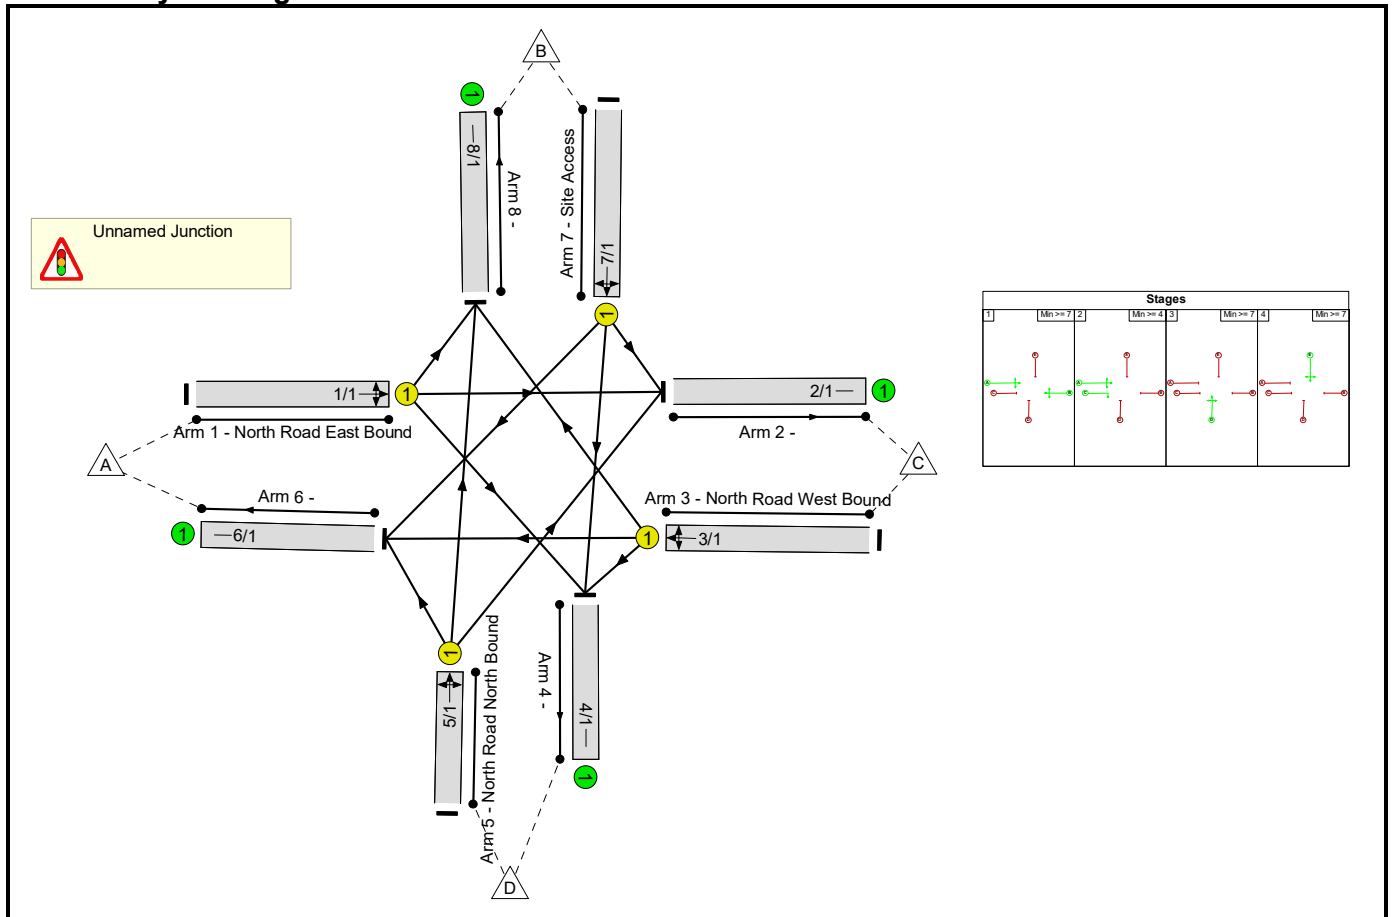 B
1
8/1
Arm 8 -
Arm 7 - Site Access
7/1
1
Unnamed Junction
1
1/1
Arm 1 - North Road East Bound
2/1
1
Arm 2 -
A
C
Arm 6 -
1
6/1
Arm 3 - North Road West Bound
1
3/1
1
5/1
Arm 5 - North Road North Bound
Arm 4 -
4/1
1
D
Stages
1 Min >= 7 2 Min >= 4 3 Min >= 7 4 Min >= 7